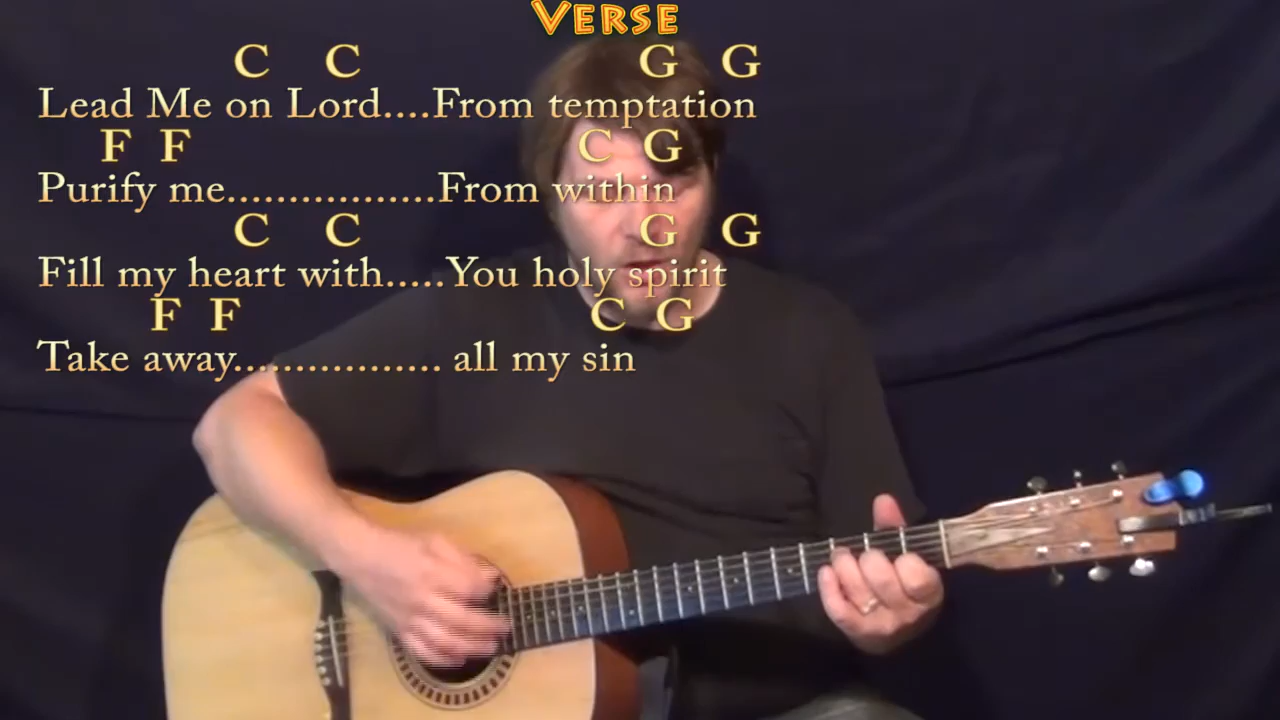 VERSE
C C G G
Lead Me on Lord....From temptation
F F C G
Purify me.................From within
C C G G
Fill my heart with.....You holy spirit
F F C G
Take away................. all my sin